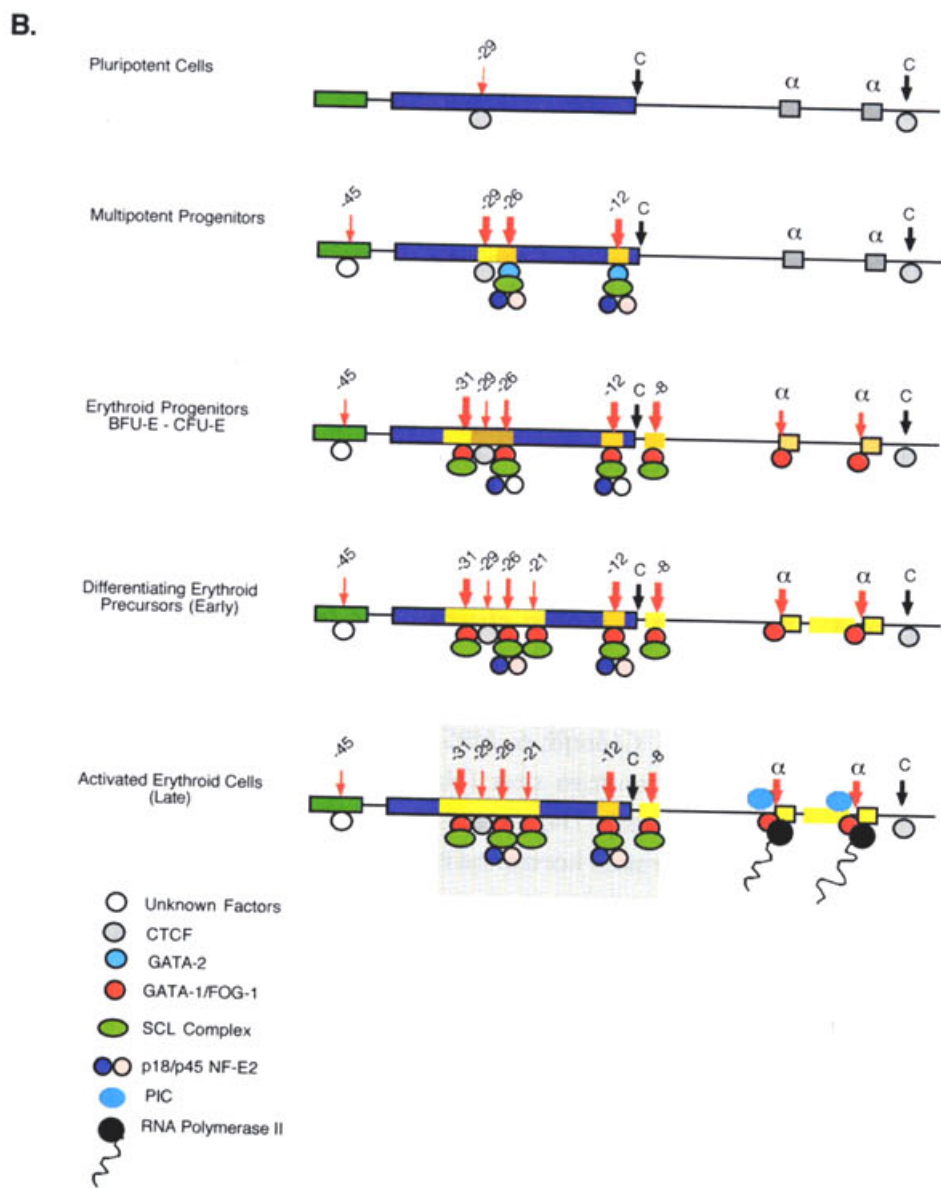 B.
-29
C
Pluripotent Cells
α α C
-45 -29 -26 -12 C
Multipotent Progenitors
α α C
-45 -31 -29 -26 -12 C -8 α α C
Erythroid Progenitors
BFU-E - CFU-E
-45 -31 -29 -26 -21 -12 C -8 α α C
Differentiating Erythroid
Precursors (Early)
-45 -31 -29 -26 -21 -12 C -8 α α C
Activated Erythroid Cells
(Late)
Unknown Factors
CTCF
GATA-2
GATA-1/FOG-1
SCL Complex
p18/p45 NF-E2
PIC
RNA Polymerase II